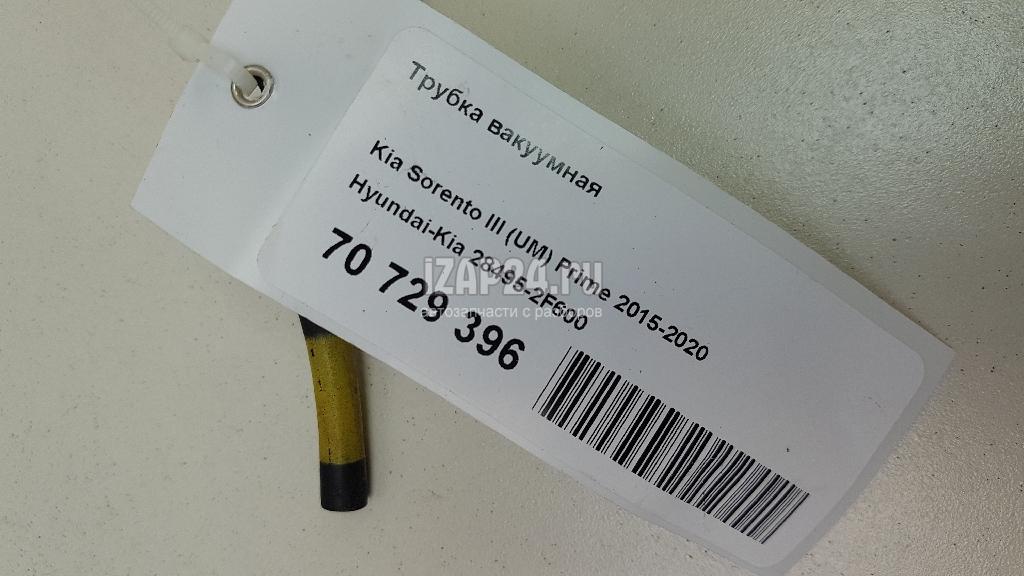 Трубка вакуумная
Kia Sorento III (UM) Prime 2015-2020
Hyundai-Kia 28495-2F600
70 729 396
IZAP24.ru
автозапчасти с разборов